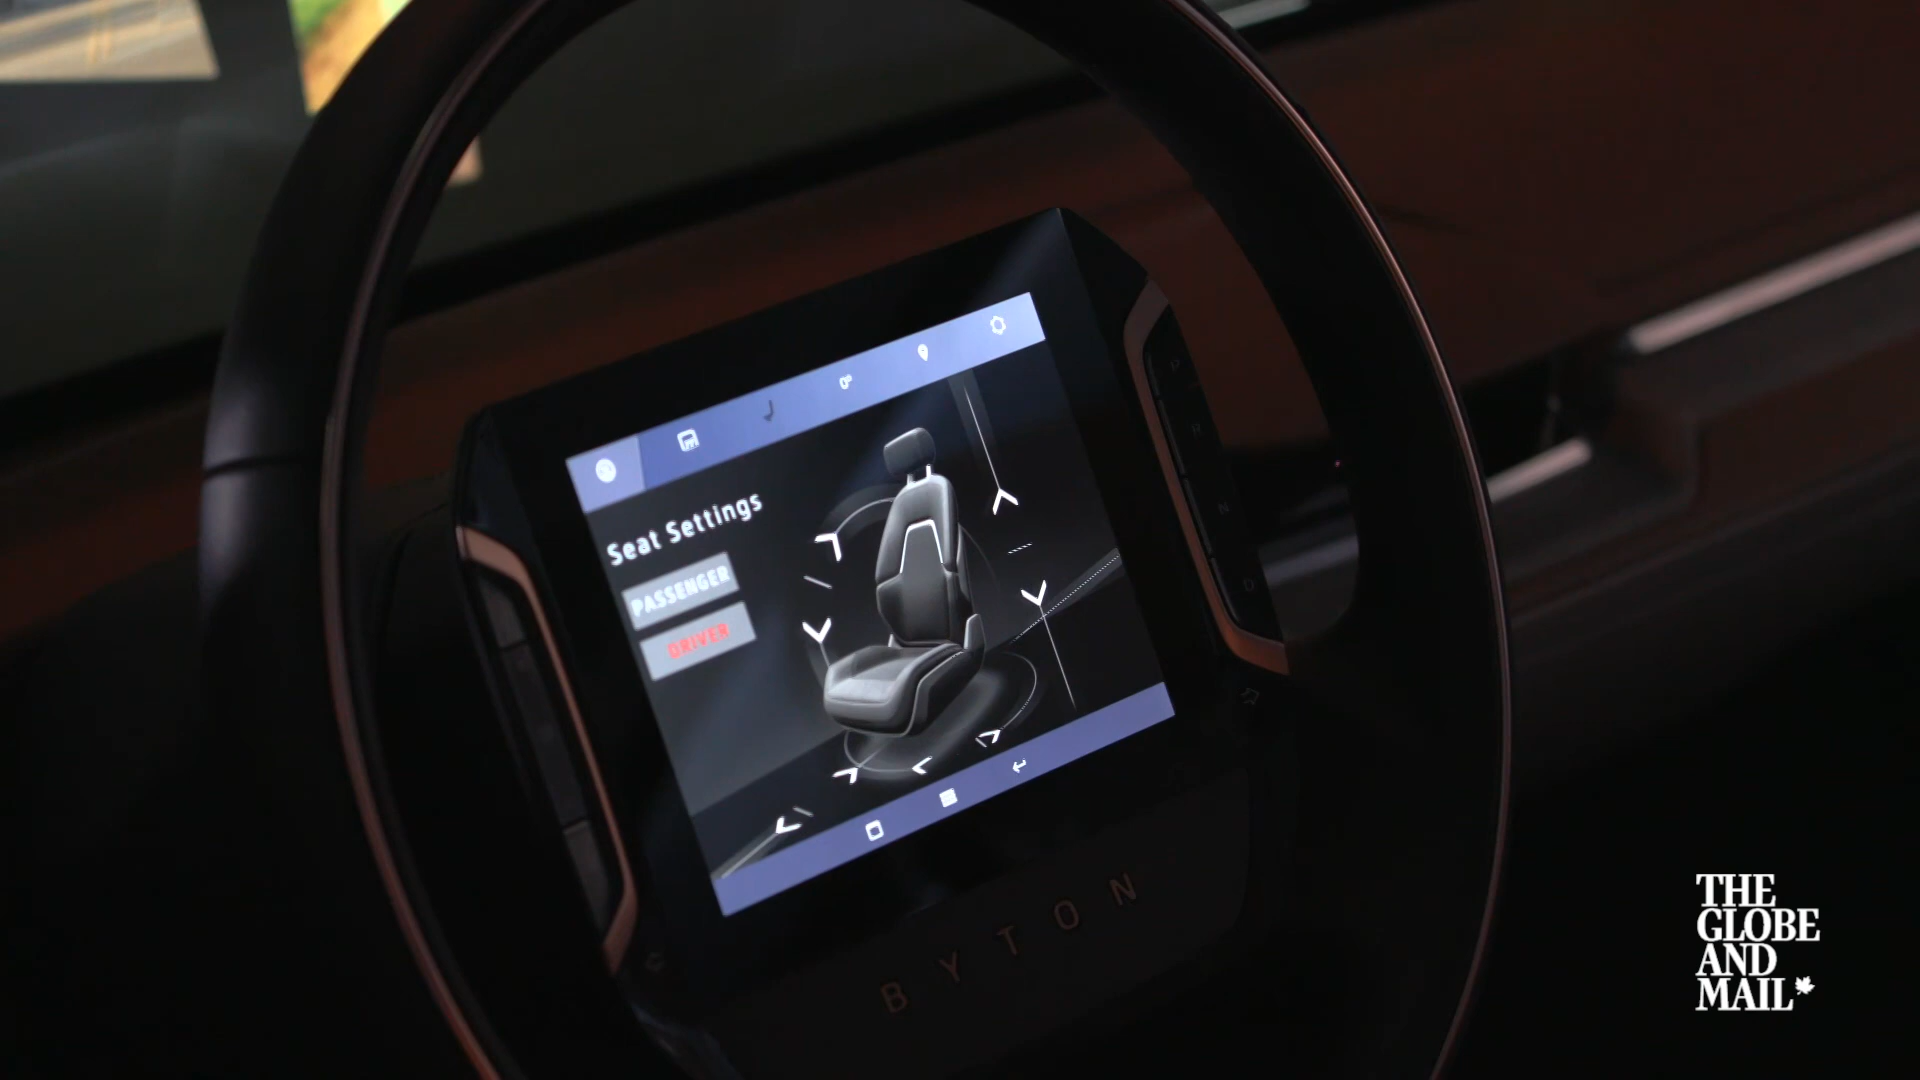 Seat Settings
PASSENGER
DRIVER
P
R
N
D
BYTON
THE
GLOBE
AND
MAIL